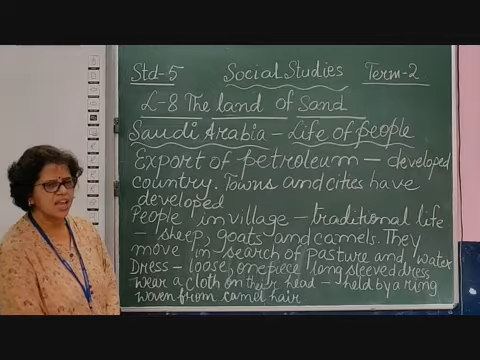 Std-5 Social Studies Term-2
L-8 The land of Sand
Saudi Arabia - Life of people
Export of petroleum - developed
country. Towns and cities have
developed
People in village - traditional life
- sheep, goats and camels. They
move in search of pasture and water
Dress - loose, one piece long sleeved dress
Wear a cloth on their head - held by a ring
woven from camel hair